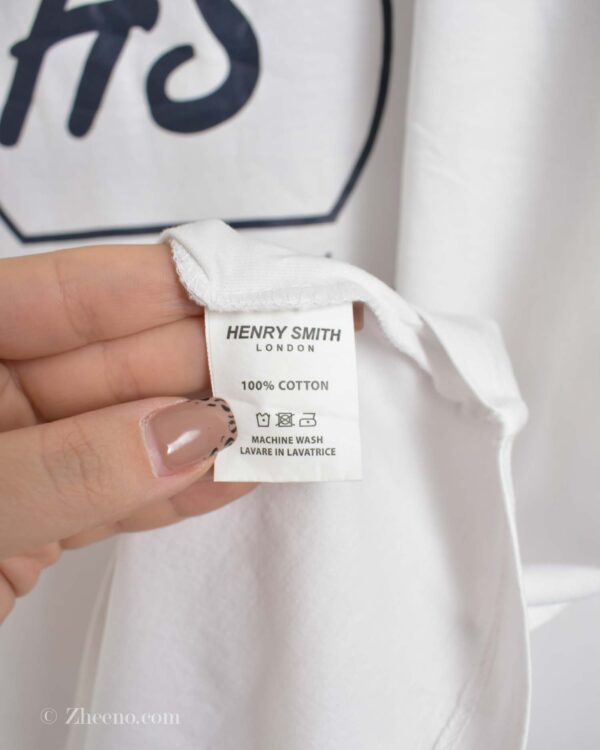 HS
HENRY SMITH
LONDON
100% COTTON
MACHINE WASH
LAVARE IN LAVATRICE
© Zheeno.com